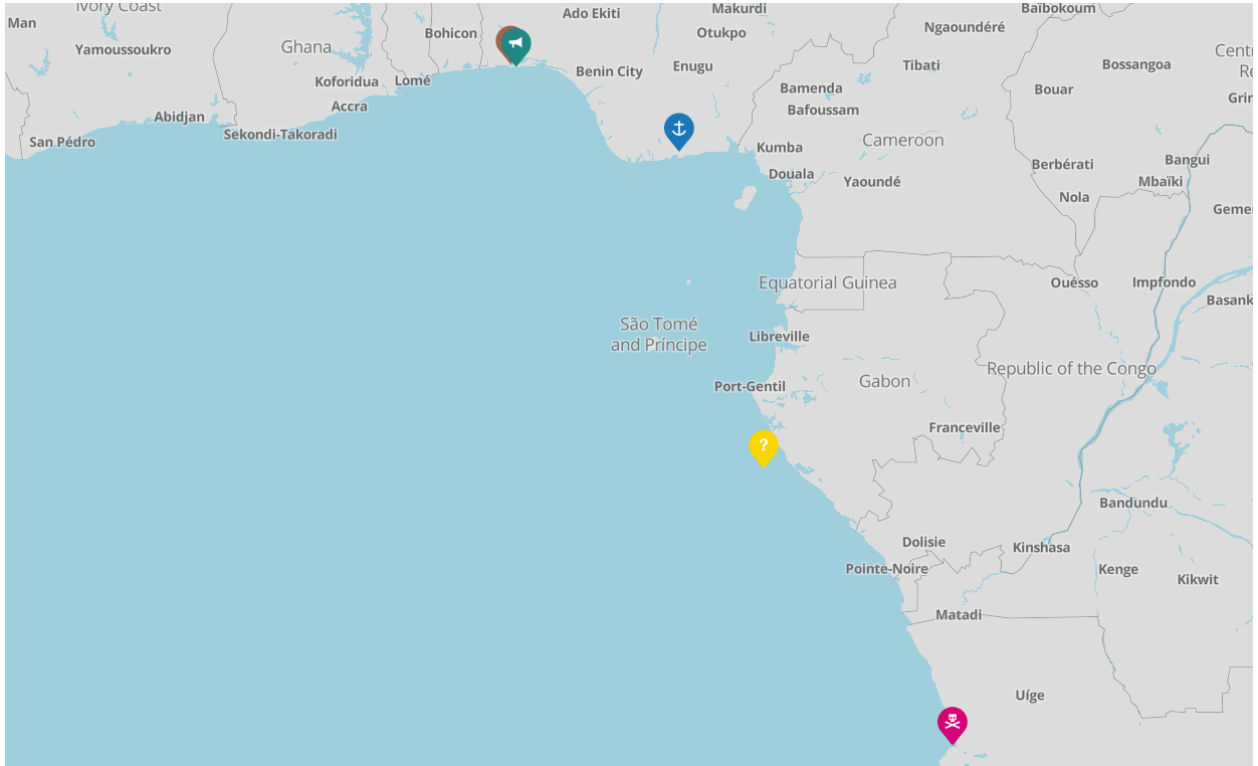 Ivory Coast
Man
Yamoussoukro
Ghana
Bohicon
Ado Ekiti
Makurdi
Otukpo
Ngaoundéré
Baïbokoum
Koforidua
Lomé
Benin City
Enugu
Tibati
Bossangoa
Accra
Bamenda
Bafoussam
Bouar
Abidjan
San Pédro
Sekondi-Takoradi
Kumba
Cameroon
Douala
Yaoundé
Berbérati
Bangui
Mbaïki
Nola
Equatorial Guinea
Ouésso
Impfondo
São Tomé
and Príncipe
Libreville
Port-Gentil
Gabon
Republic of the Congo
Franceville
?
Bandundu
Dolisie
Kinshasa
Pointe-Noire
Kenge
Kikwit
Matadi
Uíge